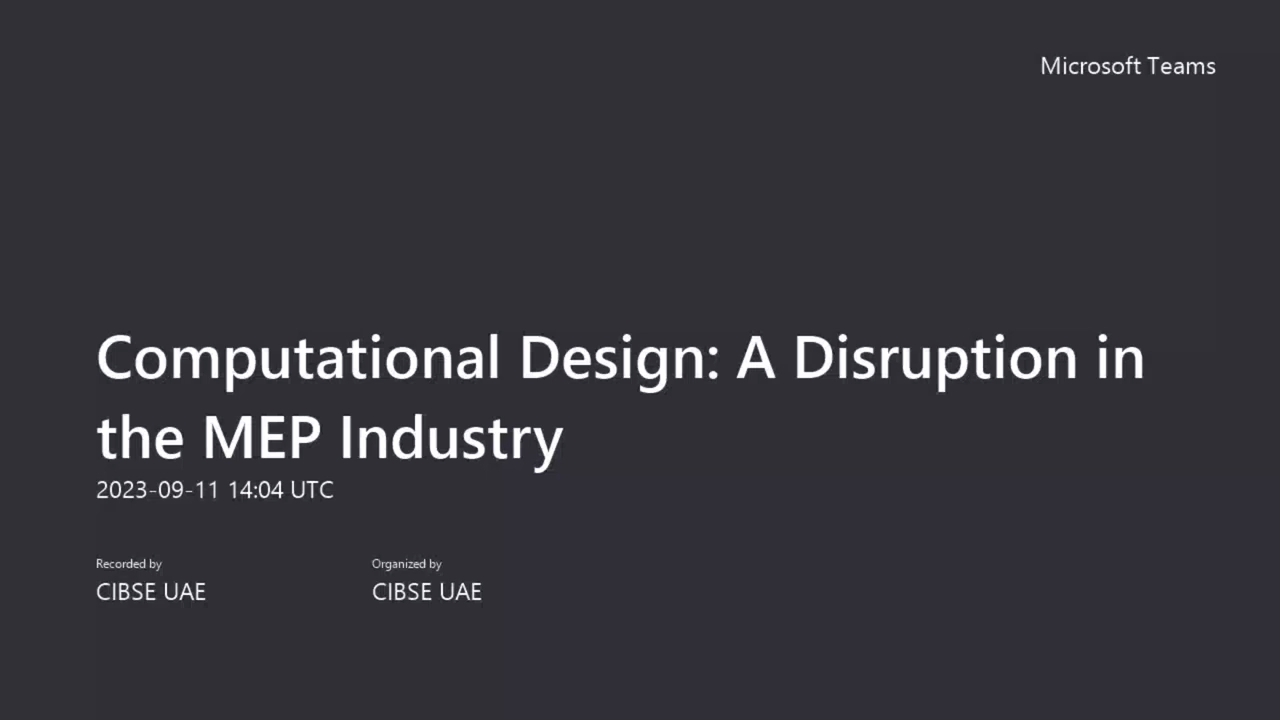 Microsoft Teams
Computational Design: A Disruption in
the MEP Industry
2023-09-11 14:04 UTC
Recorded by
CIBSE UAE
Organized by
CIBSE UAE